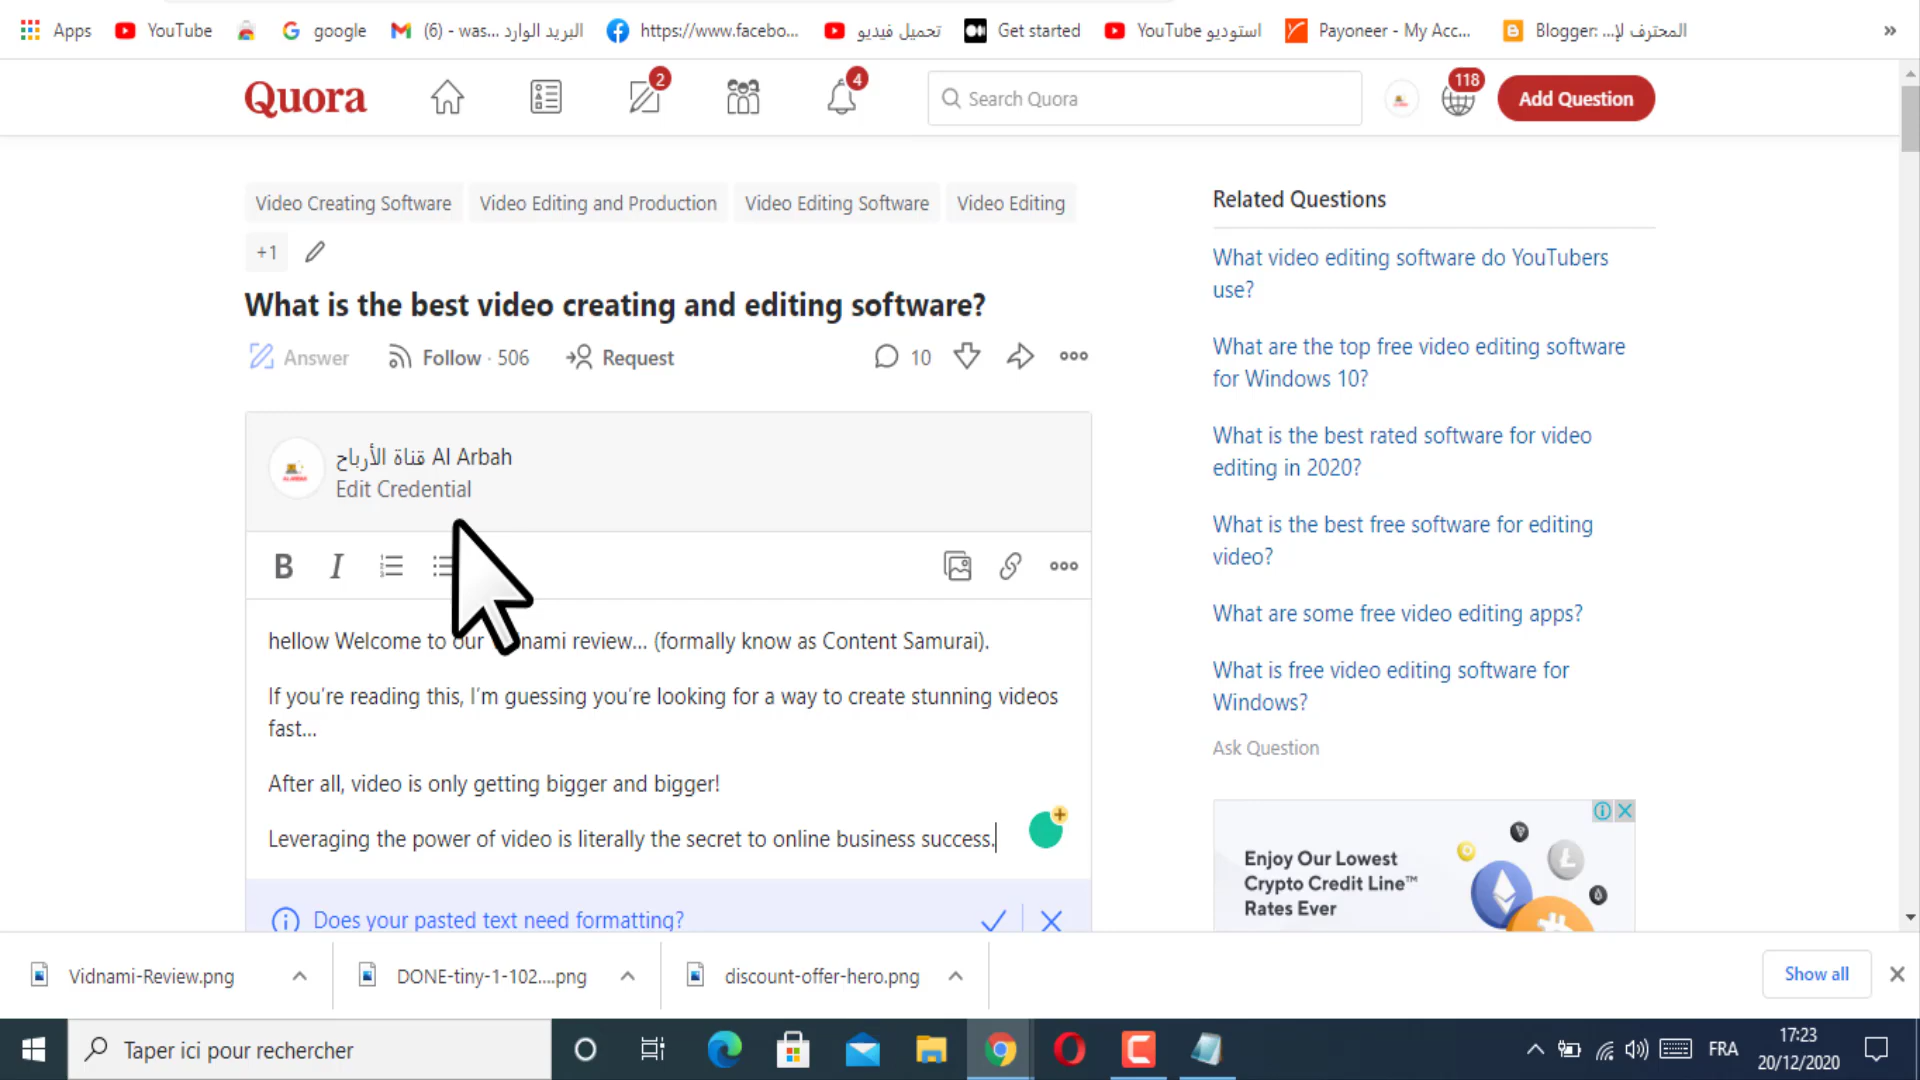 Apps
YouTube
google
(6) - was... البريد الوارد
https://www.facebo...
تحميل فيديو
Get started
استوديو YouTube
Payoneer - My Acc...
Blogger: ...المحترف لإ
»
Quora
2
4
Search Quora
118
Add Question
Video Creating Software
Video Editing and Production
Video Editing Software
Video Editing
+1
What is the best video creating and editing software?
Answer
Follow · 506
Request
10
قناة الأرباح Al Arbah
Edit Credential
B I
hellow Welcome to our nami review... (formally know as Content Samurai).
If you're reading this, I'm guessing you're looking for a way to create stunning videos
fast...
After all, video is only getting bigger and bigger!
Leveraging the power of video is literally the secret to online business success.
Does your pasted text need formatting?
Related Questions
What video editing software do YouTubers
use?
What are the top free video editing software
for Windows 10?
What is the best rated software for video
editing in 2020?
What is the best free software for editing
video?
What are some free video editing apps?
What is free video editing software for
Windows?
Ask Question
Enjoy Our Lowest
Crypto Credit Line™
Rates Ever
Vidnami-Review.png
DONE-tiny-1-102....png
discount-offer-hero.png
Show all
Taper ici pour rechercher
FRA
17:23
20/12/2020